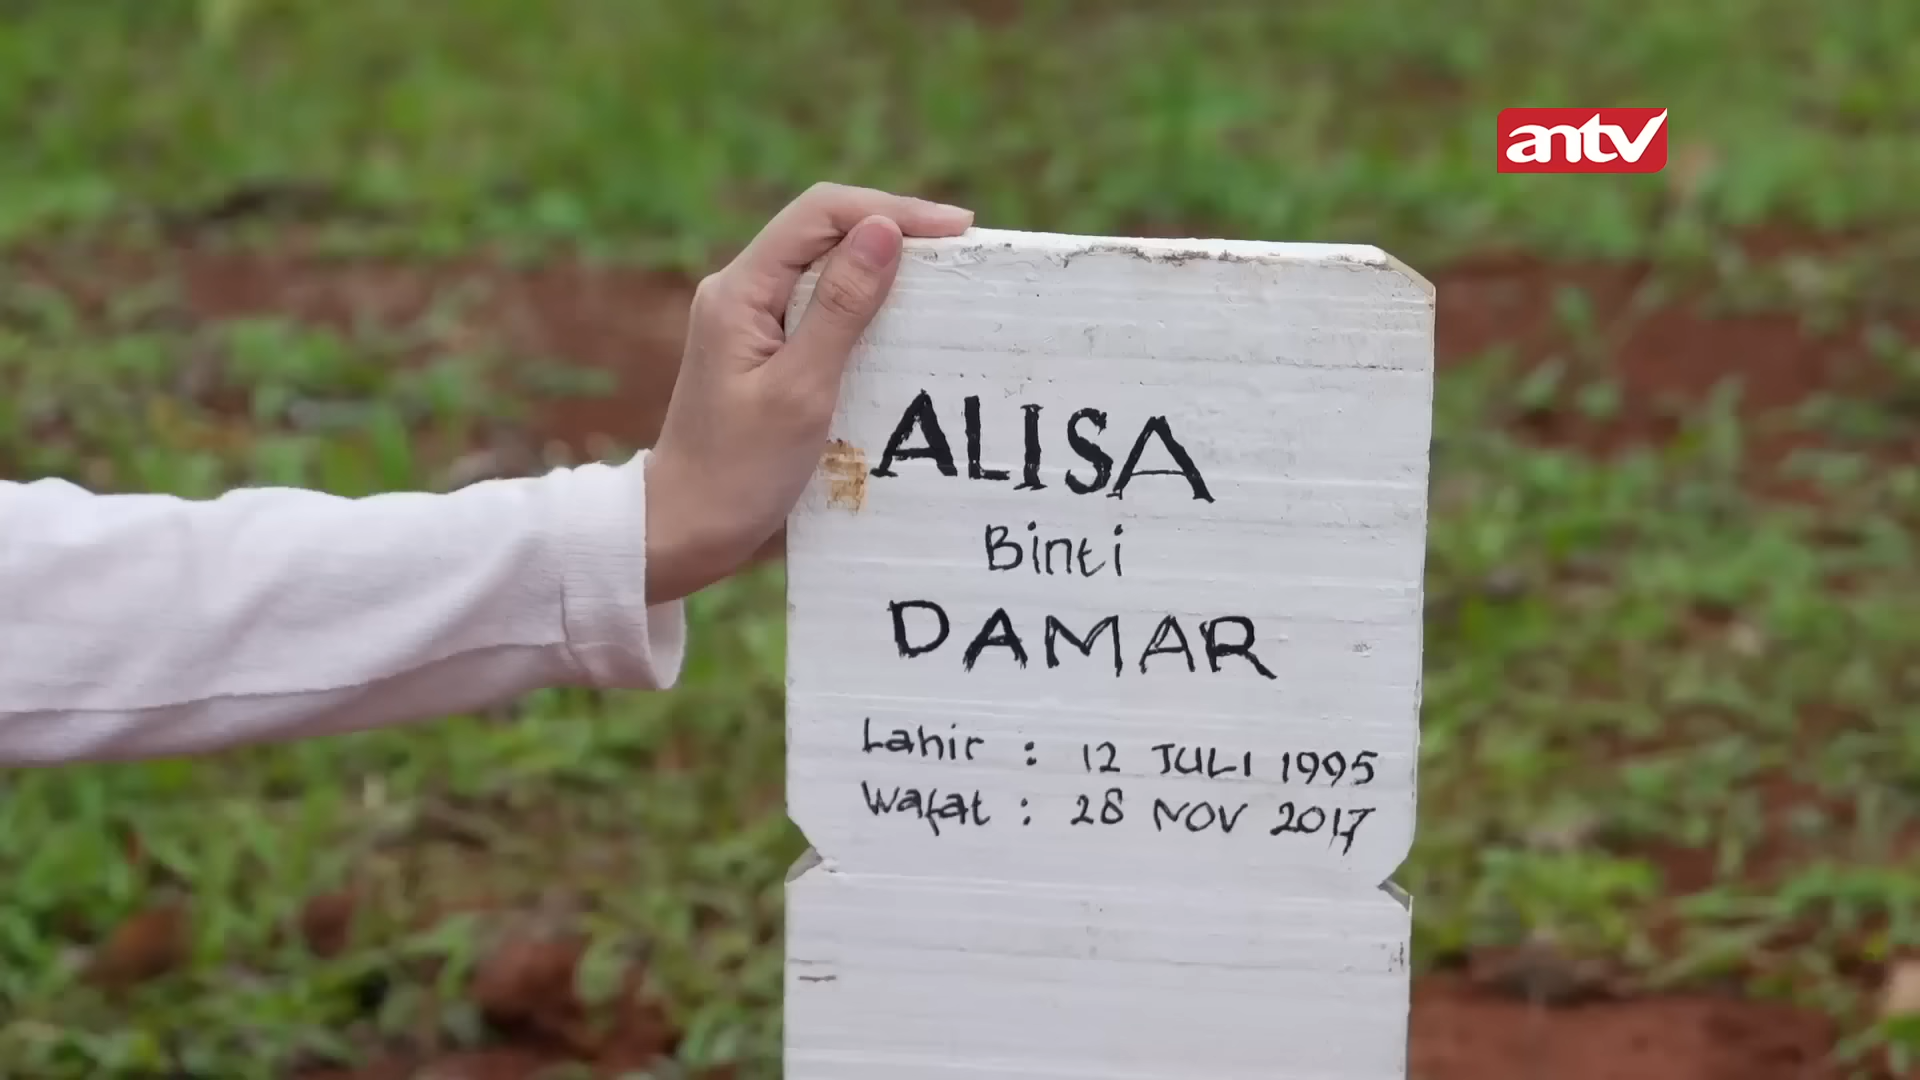 antv
ALISA
Binti
DAMAR
Lahir : 12 JULI 1995
Wafat : 28 NOV 2017